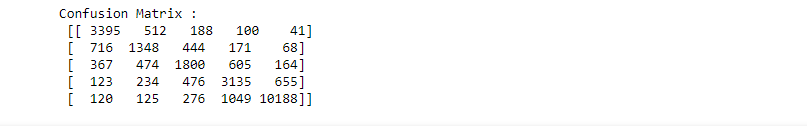 Confusion Matrix :
[[ 3395 512 188 100 41]
[ 716 1348 444 171 68]
[ 367 474 1800 605 164]
[ 123 234 476 3135 655]
[ 120 125 276 1049 10188]]